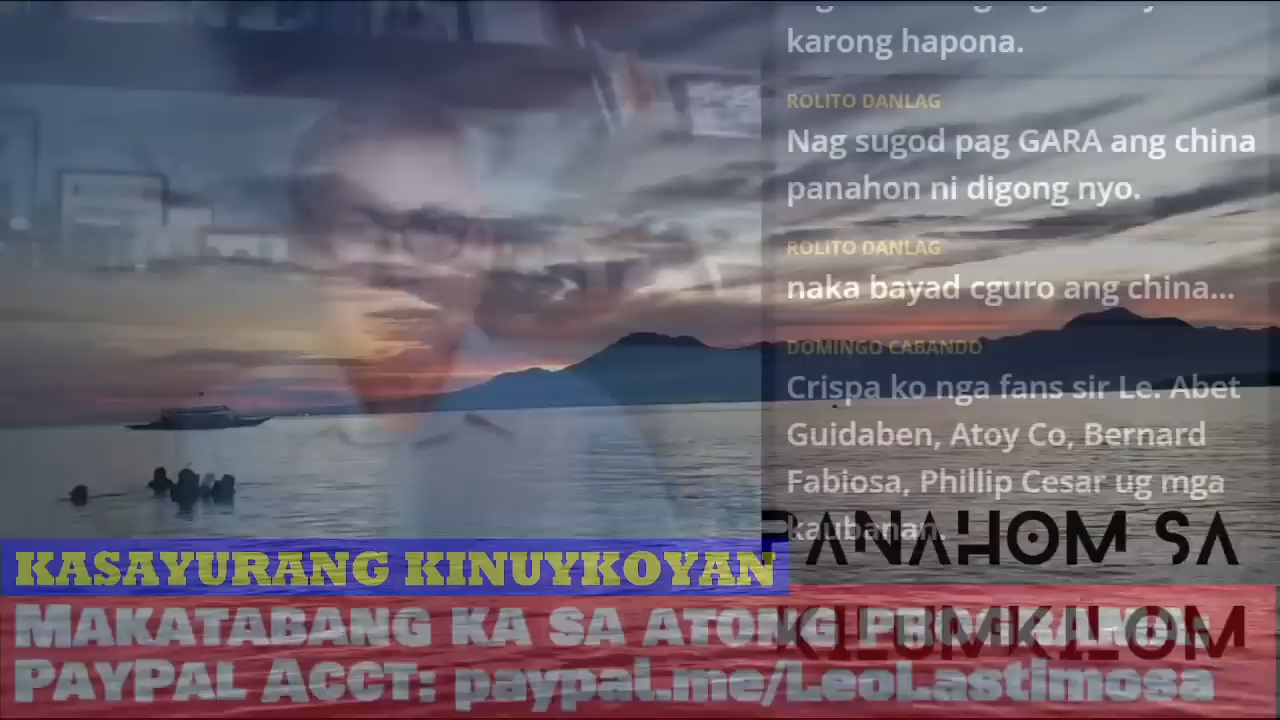 karong hapona.
ROLITO DANLAG
Nag sugod pag GARA ang china
panahon ni digong nyo.
ROLITO DANLAG
naka bayad cguro ang china...
DOMINGO CABANDO
Crispa ko nga fans sir Le. Abet
Guidaben, Atoy Co, Bernard
Fabiosa, Phillip Cesar ug mga
kaubanan.
PANAHOM SA
KILUMKILOM
KASAYURANG KINUYKOYAN
MAKATABANG KA SA ATONG
PAYPAL ACCT: paypal.me/LeoLastimosa